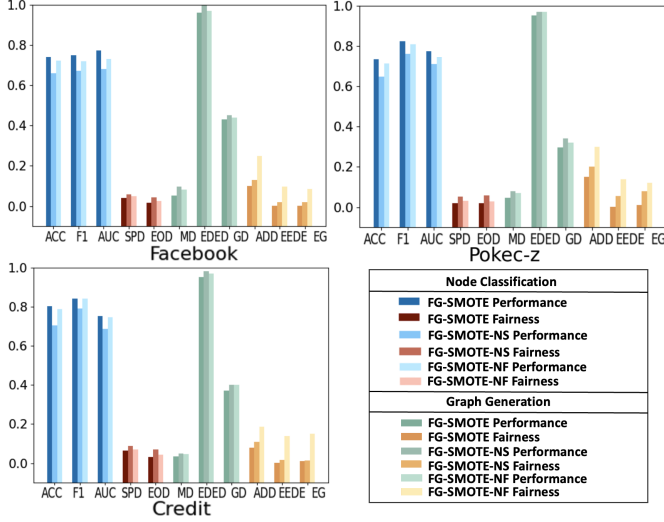 1.0
0.8
0.6
0.4
0.2
0.0
ACC F1 AUC SPD EOD MD EDED GD ADD EEDE EG
Facebook
1.0
0.8
0.6
0.4
0.2
0.0
ACC F1 AUC SPD EOD MD EDED GD ADD EEDE EG
Pokec-z
1.0
0.8
0.6
0.4
0.2
0.0
ACC F1 AUC SPD EOD MD EDED GD ADD EEDE EG
Credit
Node Classification
FG-SMOTE Performance
FG-SMOTE Fairness
FG-SMOTE-NS Performance
FG-SMOTE-NS Fairness
FG-SMOTE-NF Performance
FG-SMOTE-NF Fairness
Graph Generation
FG-SMOTE Performance
FG-SMOTE Fairness
FG-SMOTE-NS Performance
FG-SMOTE-NS Fairness
FG-SMOTE-NF Performance
FG-SMOTE-NF Fairness